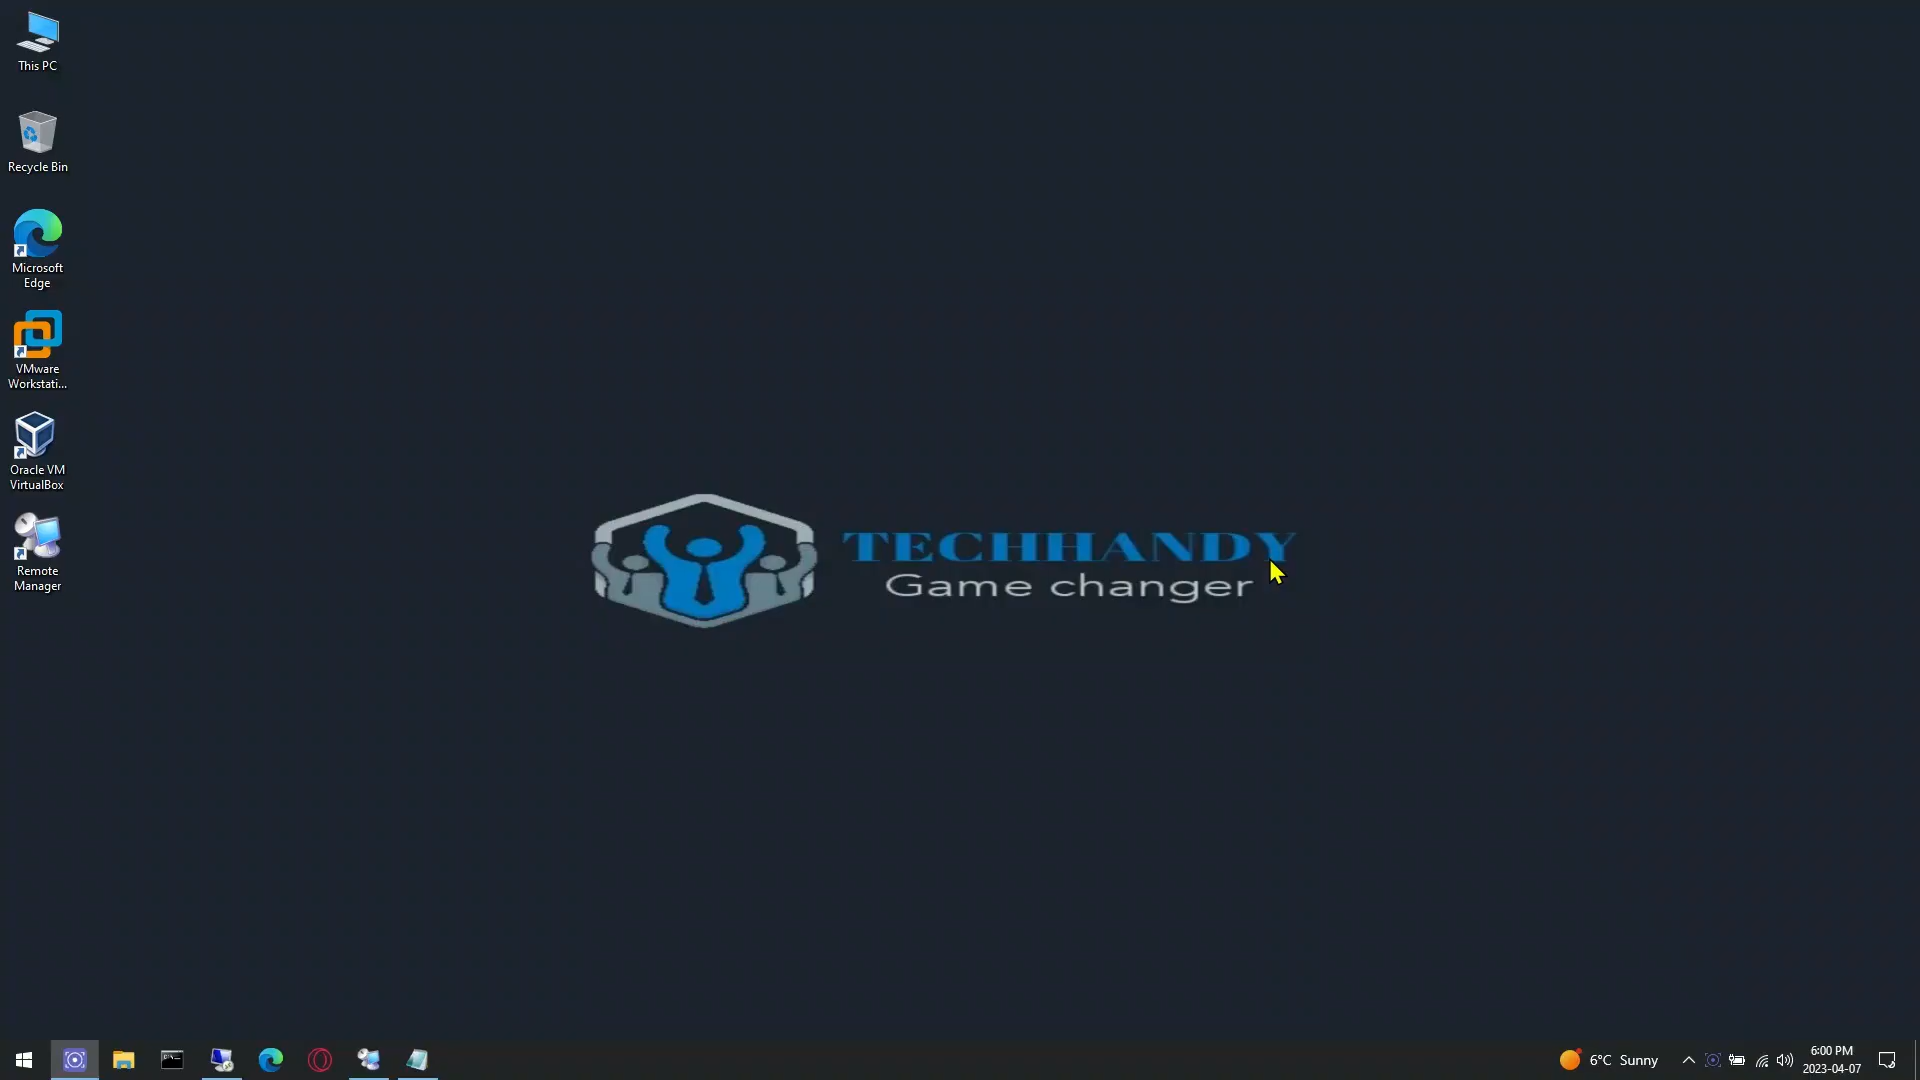 This PC
Recycle Bin
Microsoft
Edge
VMware
Workstati...
Oracle VM
VirtualBox
Remote
Manager
TECHHANDY
Game changer
6°C Sunny
6:00 PM
2023-04-07